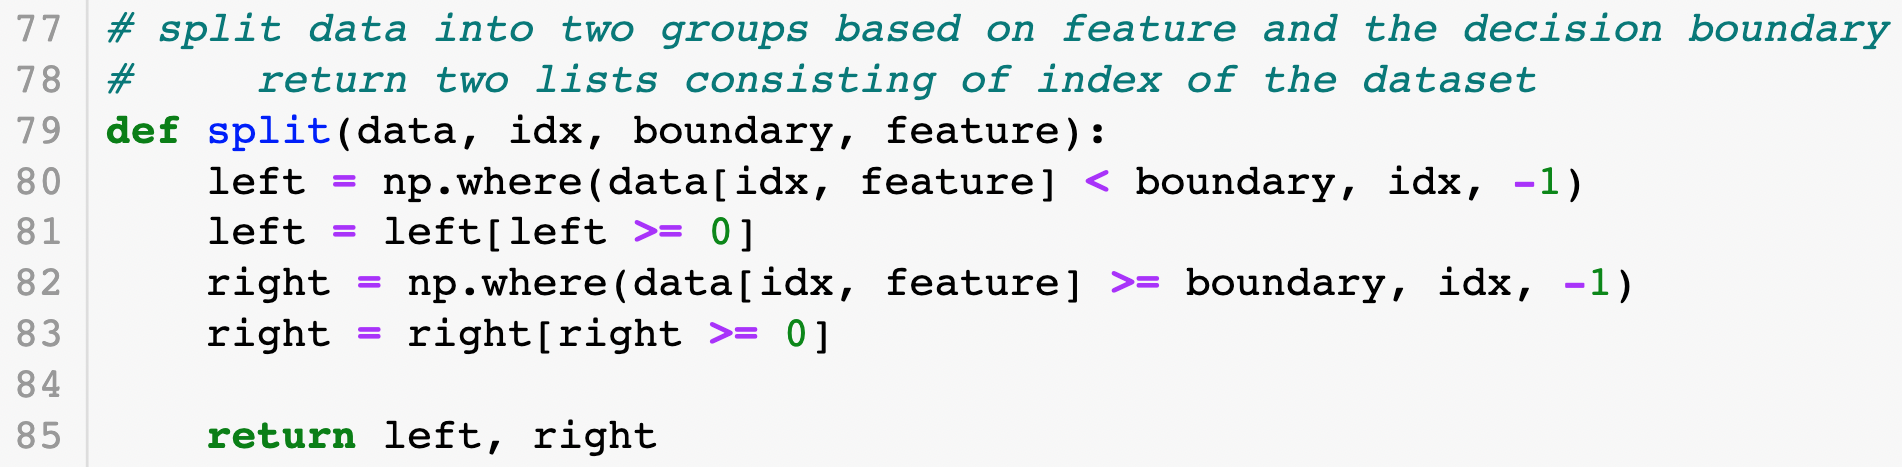 77 # split data into two groups based on feature and the decision boundary
78 #     return two lists consisting of index of the dataset
79 def split(data, idx, boundary, feature):
80     left = np.where(data[idx, feature] < boundary, idx, -1)
81     left = left[left >= 0]
82     right = np.where(data[idx, feature] >= boundary, idx, -1)
83     right = right[right >= 0]
84
85     return left, right